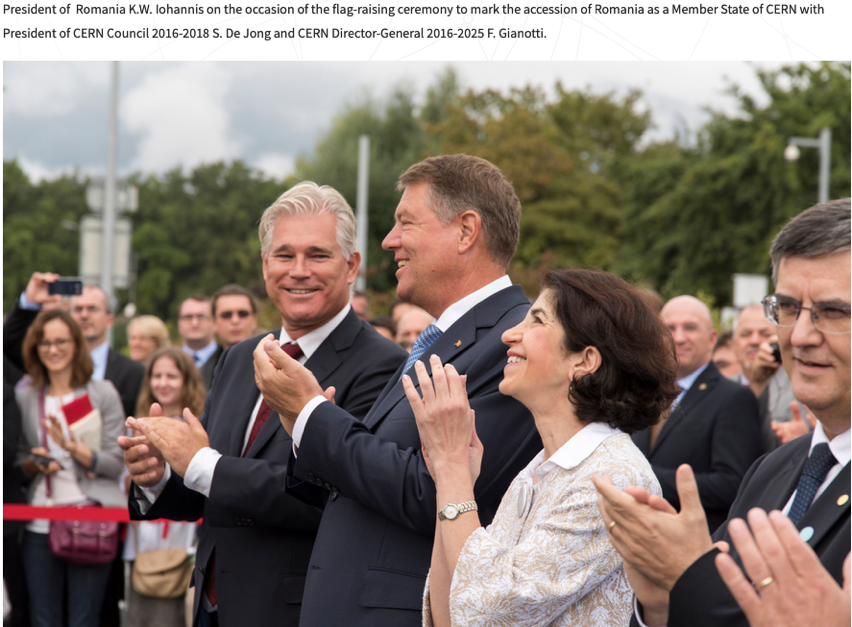 President of Romania K.W. Iohannis on the occasion of the flag-raising ceremony to mark the accession of Romania as a Member State of CERN with
President of CERN Council 2016-2018 S. De Jong and CERN Director-General 2016-2025 F. Gianotti.